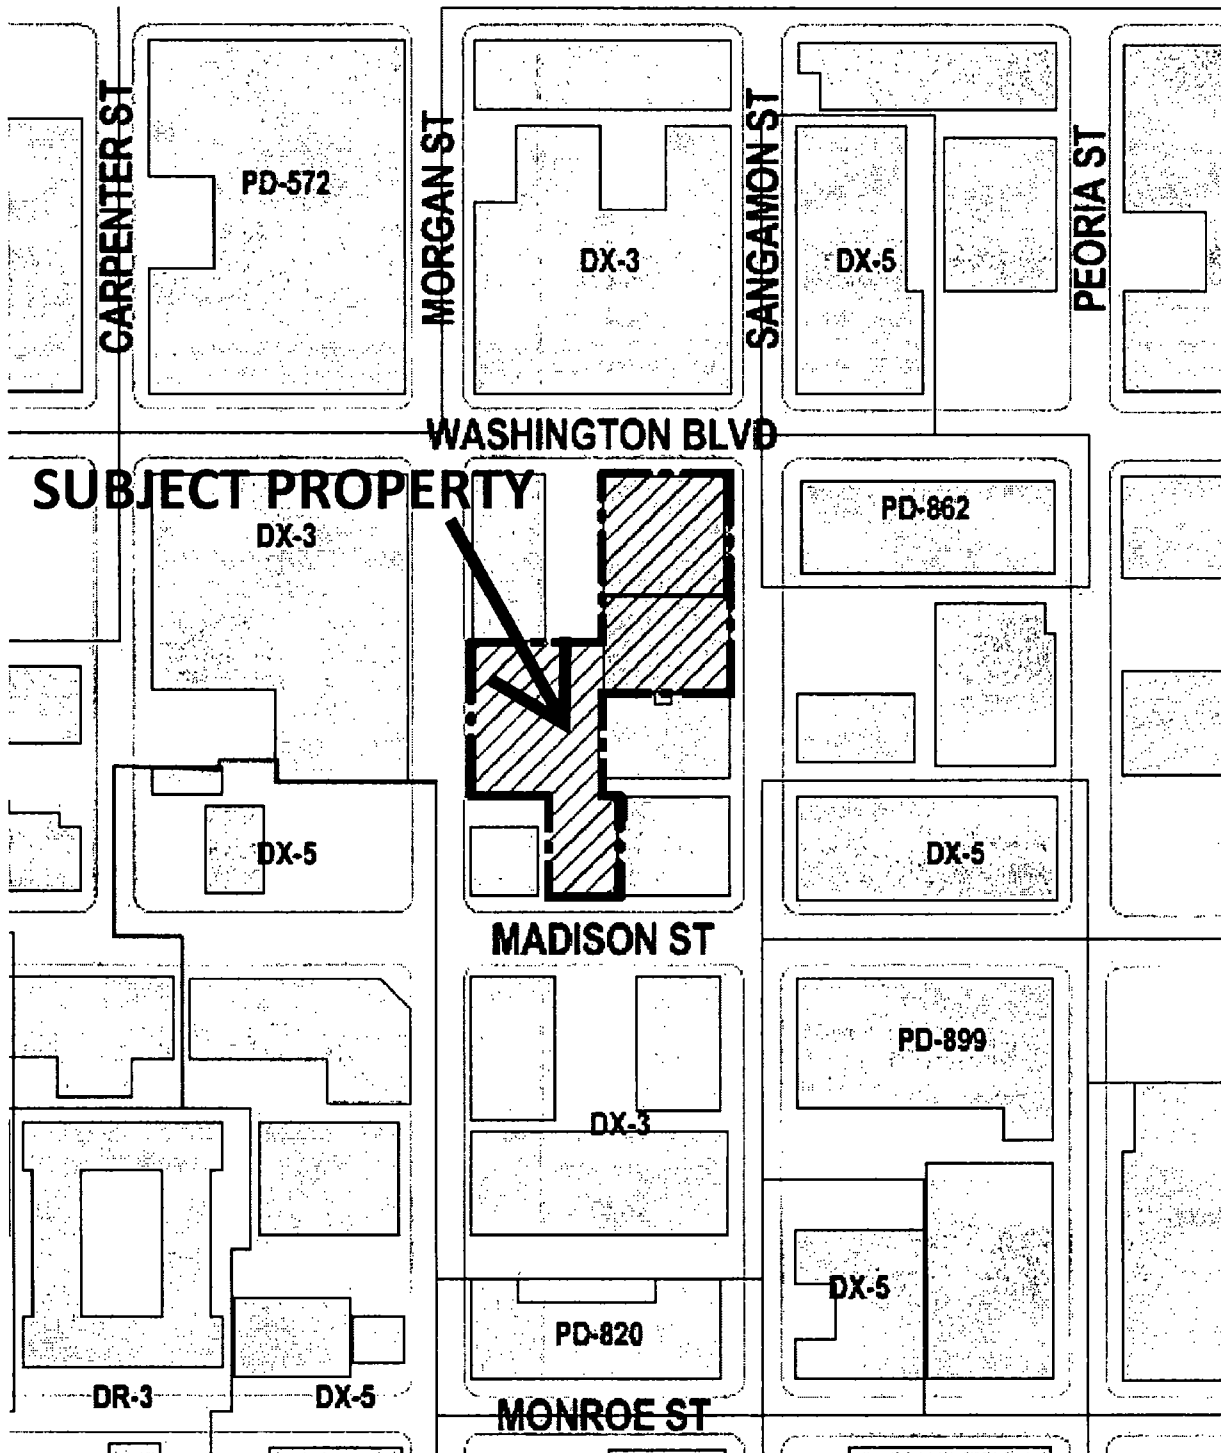 CARPENTER ST
MORGAN ST
SANGAMON ST
PEORIA ST
PD-572
DX-3
DX-5
WASHINGTON BLVD
SUBJECT PROPERTY
DX-3
PD-862
DX-5
DX-5
MADISON ST
PD-899
DX-3
DX-5
PD-820
DR-3
DX-5
MONROE ST